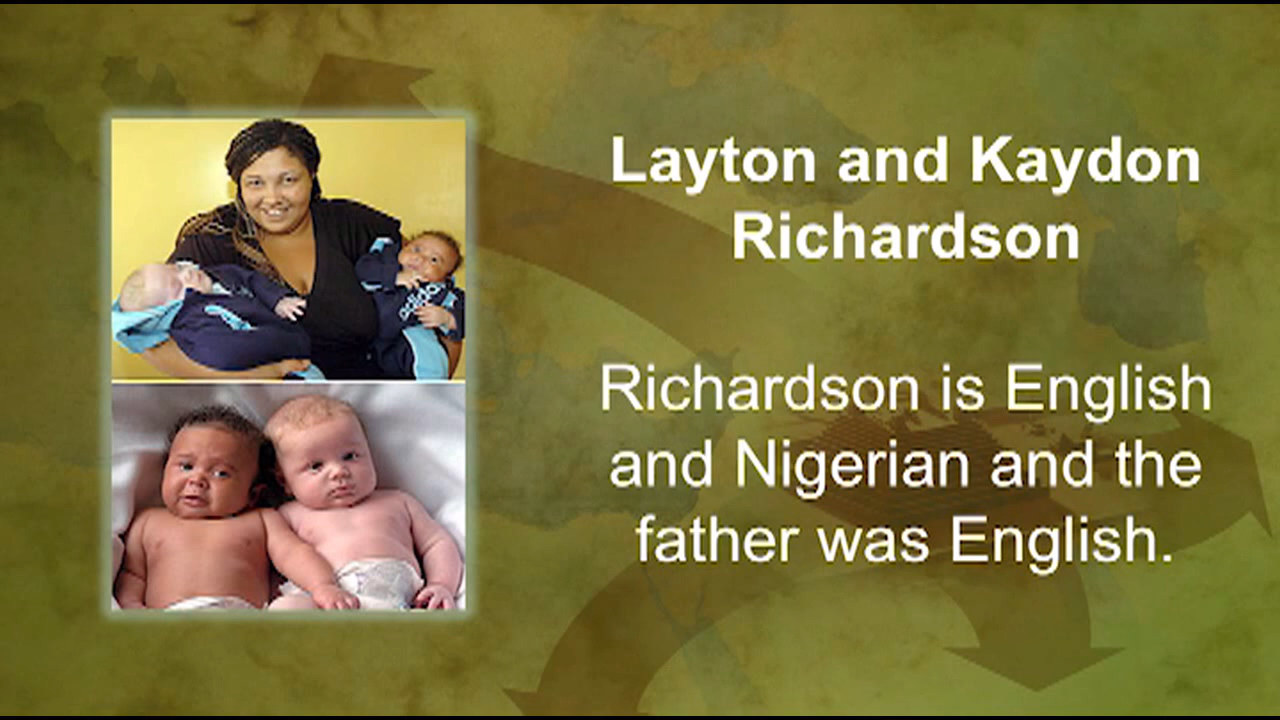 Layton and Kaydon
Richardson
Richardson is English
and Nigerian and the
father was English.